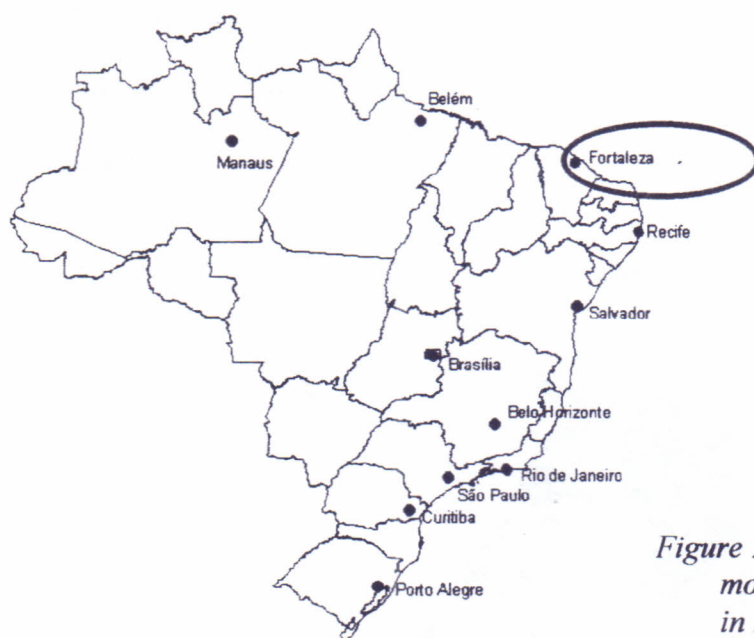 Belém
Manaus
Fortaleza
Recife
Salvador
Brasília
Belo Horizonte
Rio de Janeiro
São Paulo
Curitiba
Porto Alegre
Figure
mo
in